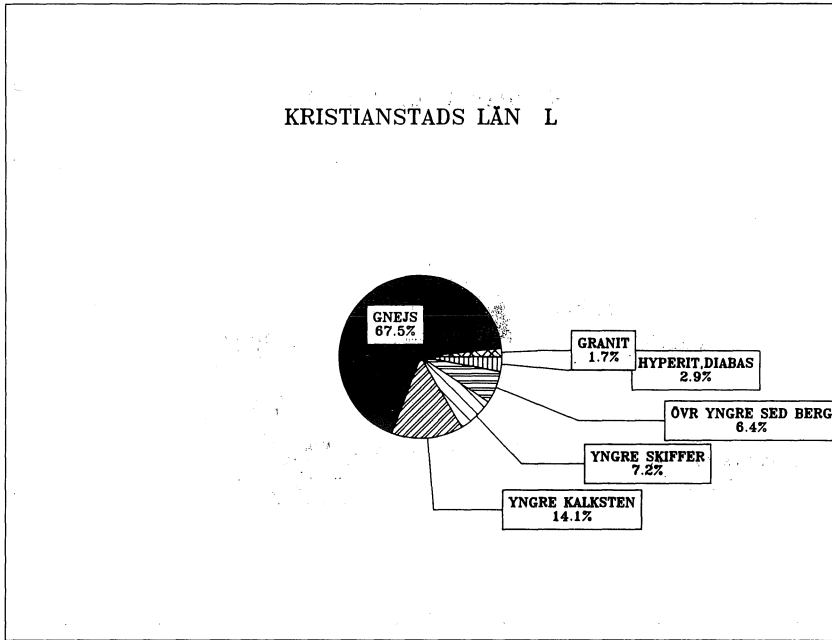 KRISTIANSTADS LÄN L
GNEJS
67.5%
GRANIT
1.7%
HYPERIT,DIABAS
2.9%
ÖVR YNGRE SED BERG
6.4%
YNGRE SKIFFER
7.2%
YNGRE KALKSTEN
14.1%